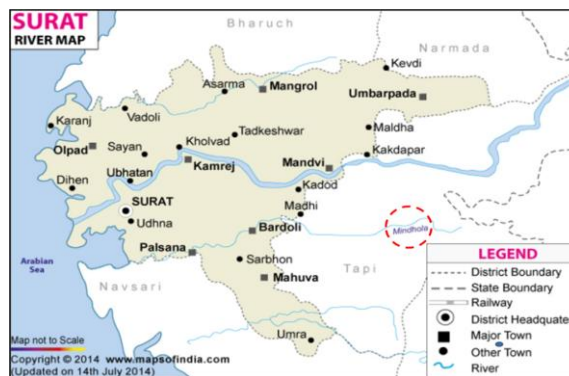 SURAT
RIVER MAP
Bharuch
Narmada
Kevdi
Asarma
Mangrol
Umbarpada
Karanj
Vadoli
Tadkeshwar
Maldha
Olpad
Sayan
Kholvad
Kakdapar
Kamrej
Mandvi
Dihen
Ubhatan
Kadod
SURAT
Madhi
Udhna
Bardoli
Mindhola
Palsana
Arabian
Sea
Sarbhon
Tapi
Navsari
Mahuva
Umra
LEGEND
District Boundary
State Boundary
Railway
District Headquate
Major Town
Other Town
River
Map not to Scale
Copyright © 2014 www.mapsofindia.com
(Updated on 14th July 2014)